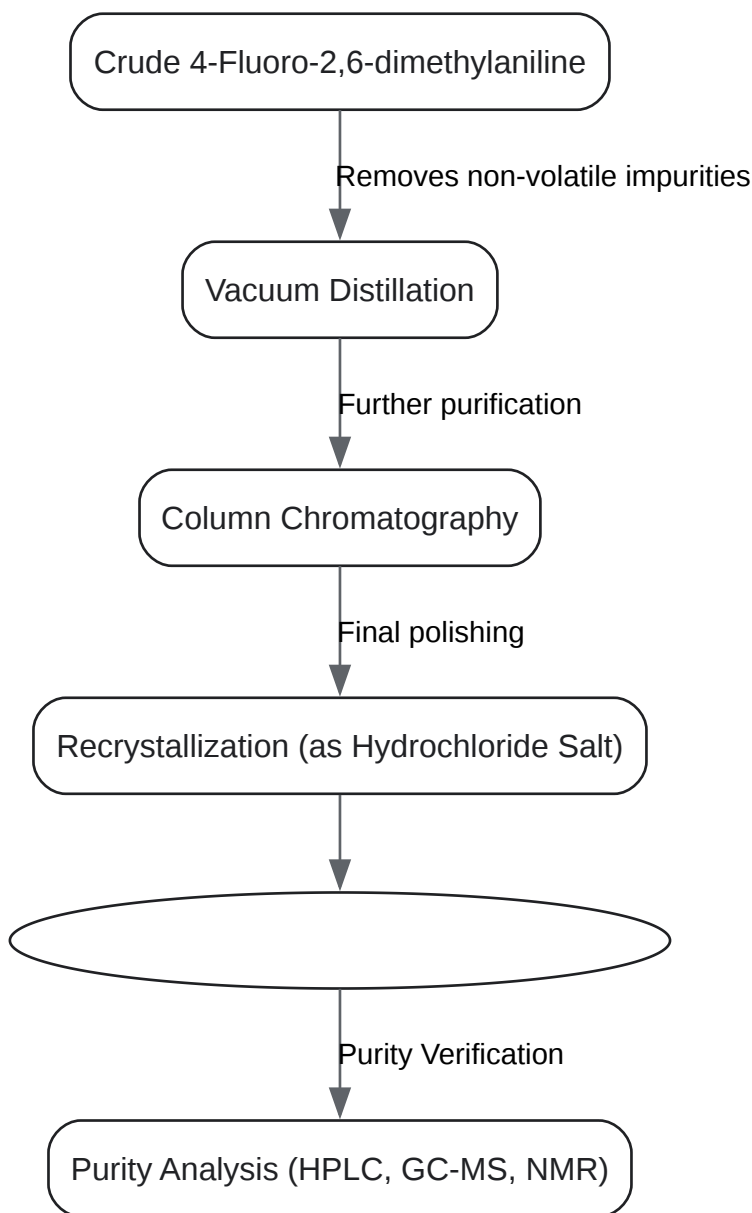 Crude 4-Fluoro-2,6-dimethylaniline
Removes non-volatile impurities
Vacuum Distillation
Further purification
Column Chromatography
Final polishing
Recrystallization (as Hydrochloride Salt)
Purity Verification
Purity Analysis (HPLC, GC-MS, NMR)